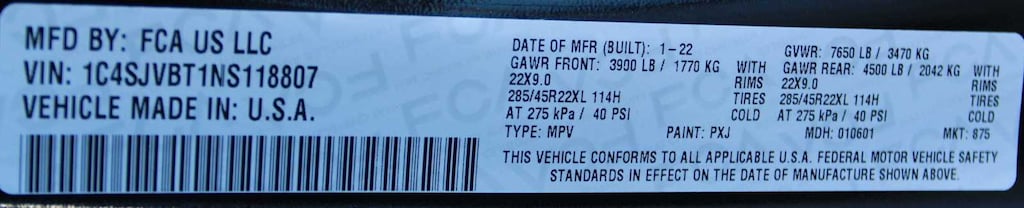 MFD BY: FCA US LLC
VIN: 1C4SJVBT1NS118807
VEHICLE MADE IN: U.S.A.
DATE OF MFR (BUILT): 1-22 GVWR: 7650 LB / 3470 KG
GAWR FRONT: 3900 LB / 1770 KG WITH GAWR REAR: 4500 LB / 2042 KG WITH
22X9.0 RIMS 22X9.0 RIMS
285/45R22XL 114H TIRES 285/45R22XL 114H TIRES
AT 275 kPa / 40 PSI COLD AT 275 kPa / 40 PSI COLD
TYPE: MPV PAINT: PXJ MDH: 010601 MKT: 875
THIS VEHICLE CONFORMS TO ALL APPLICABLE U.S.A. FEDERAL MOTOR VEHICLE SAFETY
STANDARDS IN EFFECT ON THE DATE OF MANUFACTURE SHOWN ABOVE.